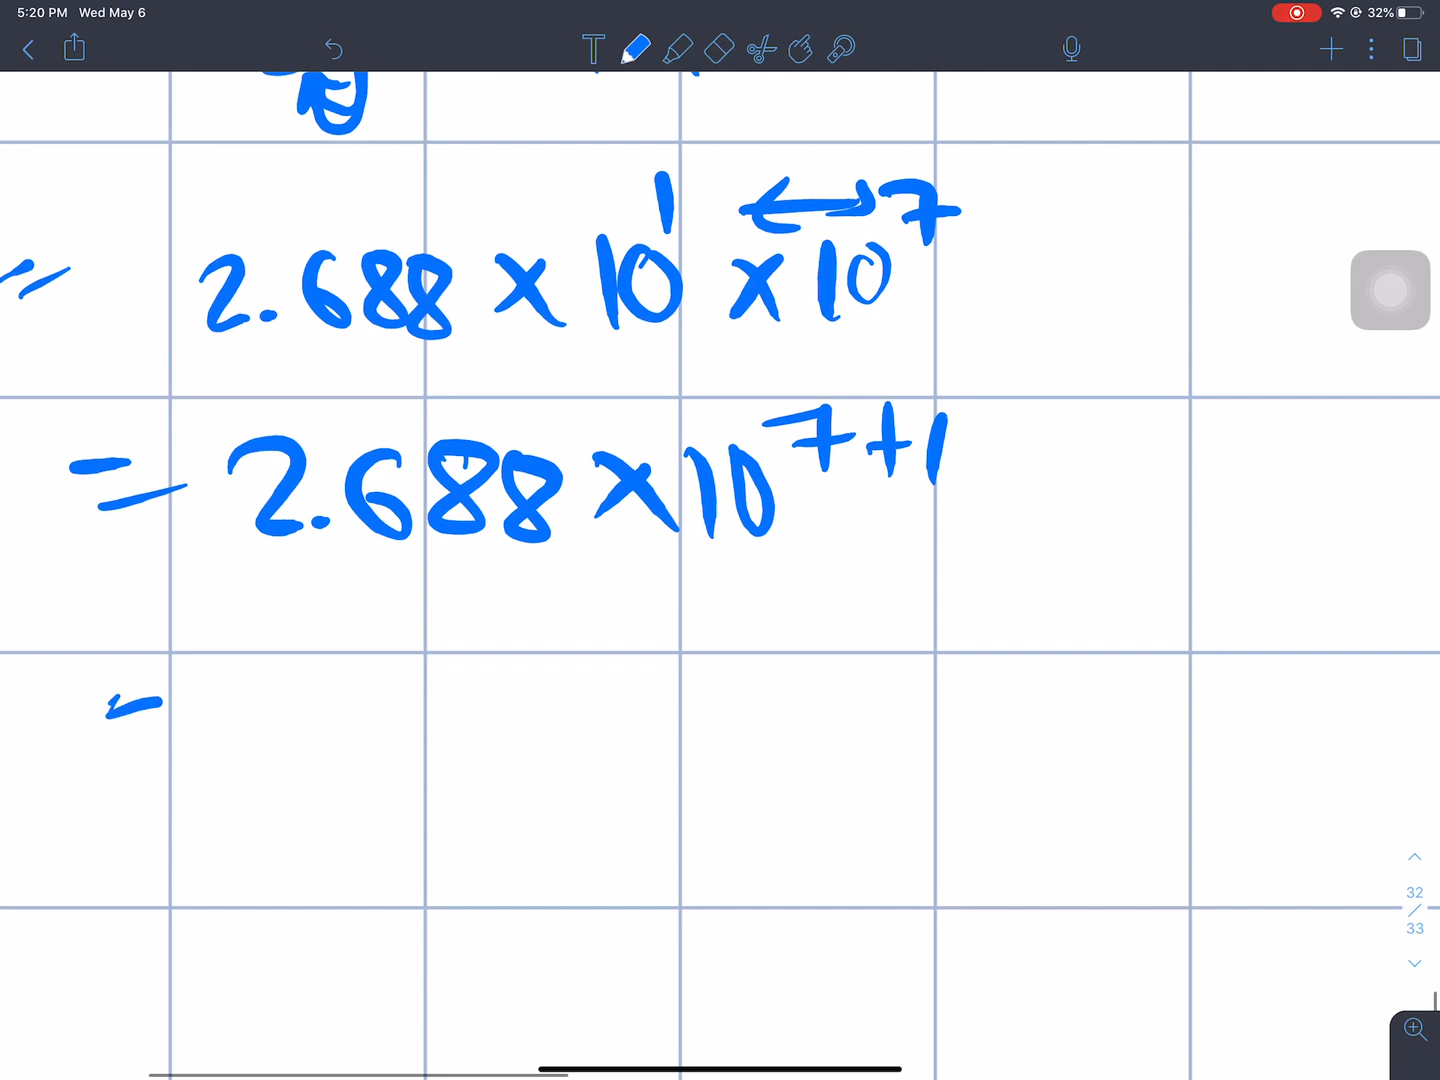 5:20 PM Wed May 6
32%
= 2.688 × 10¹ × 10⁷
= 2.688 × 10⁷⁺¹
32
/
33